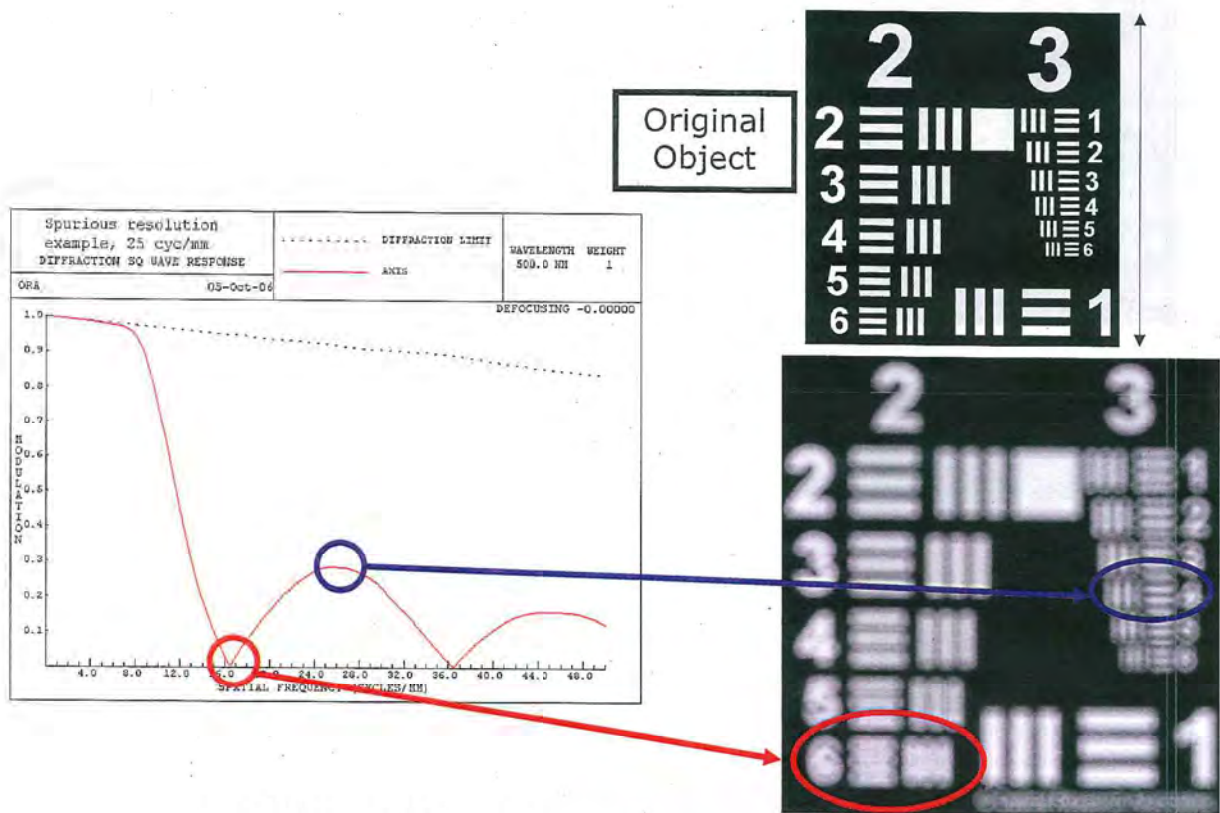 2 3
Original
Object
2 1
2
3 3
4
4 5
6
5
6 1
Spurious resolution
example, 25 cyc/mm
DIFFRACTION SQ WAVE RESPONSE
DIFFRACTION LIMIT
AXIS
WAVELENGTH WEIGHT
500.0 NM 1
ORA 05-Oct-06
DEFOCUSING -0.00000
1.0
0.9
0.8
0.7
0.6
0.5
0.4
0.3
0.2
0.1
MODULATION
4.0 8.0 12.0 16.0 24.0 28.0 32.0 36.0 40.0 44.0 48.0
SPATIAL FREQUENCY (CYCLES/MM)
2 3
2 1
2
3
4
5
6 1